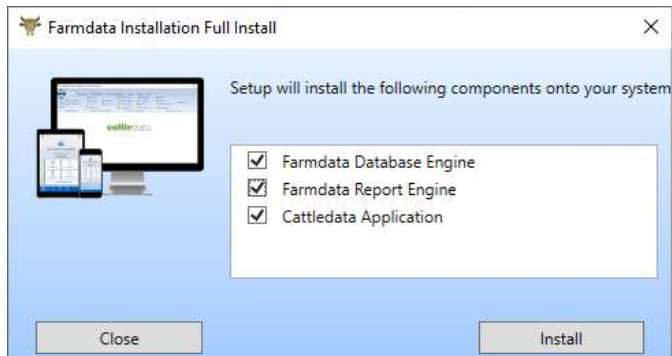 Farmdata Installation Full Install
Setup will install the following components onto your system
cattledata
Farmdata Database Engine
Farmdata Report Engine
Cattledata Application
Close
Install